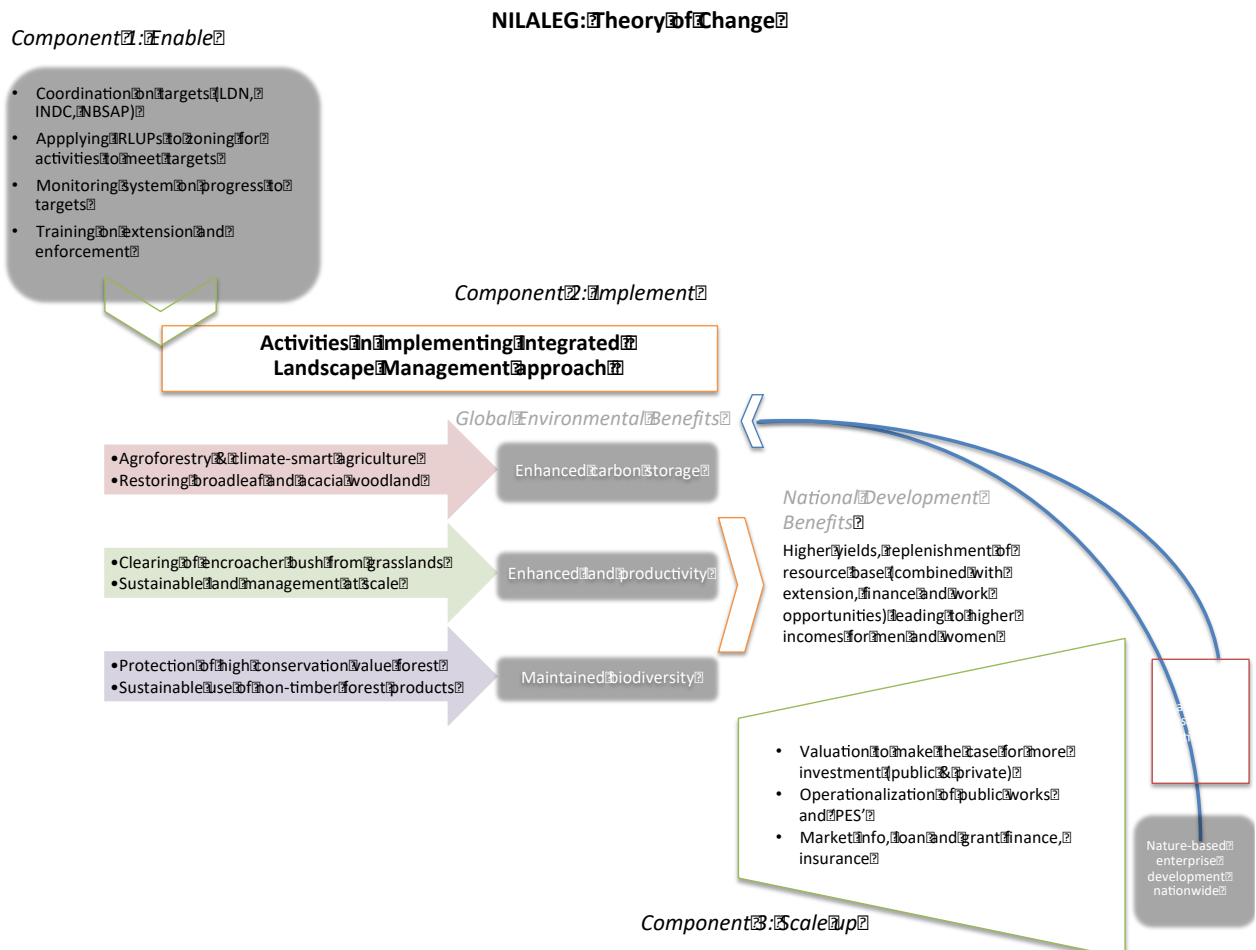 NILALEG: Theory of Change
Component 1: Enable
• Coordination on targets (LDN,
INDC, NBSAP)
• Appplying IRLUPs to zoning for
activities to meet targets
• Monitoring system on progress to
targets
• Training on extension and
enforcement
Component 2: Implement
Activities in implementing Integrated
Landscape Management approach
Global Environmental Benefits
•Agroforestry & climate-smart agriculture
•Restoring broadleaf and acacia woodland
Enhanced carbon storage
National Development
Benefits
Higher yields, replenishment of
resource base (combined with
extension, finance and work
opportunities) leading to higher
incomes for men and women
•Clearing of encroacher bush from grasslands
•Sustainable land management at scale
Enhanced land productivity
•Protection of high conservation value forest
•Sustainable use of non-timber forest products
Maintained biodiversity
• Valuation to make the case for more
investment (public & private)
• Operationalization of public works
and 'PES'
• Market info, loan and grant finance,
insurance
Nature-based
enterprise
development
nationwide
Component 3: Scale up